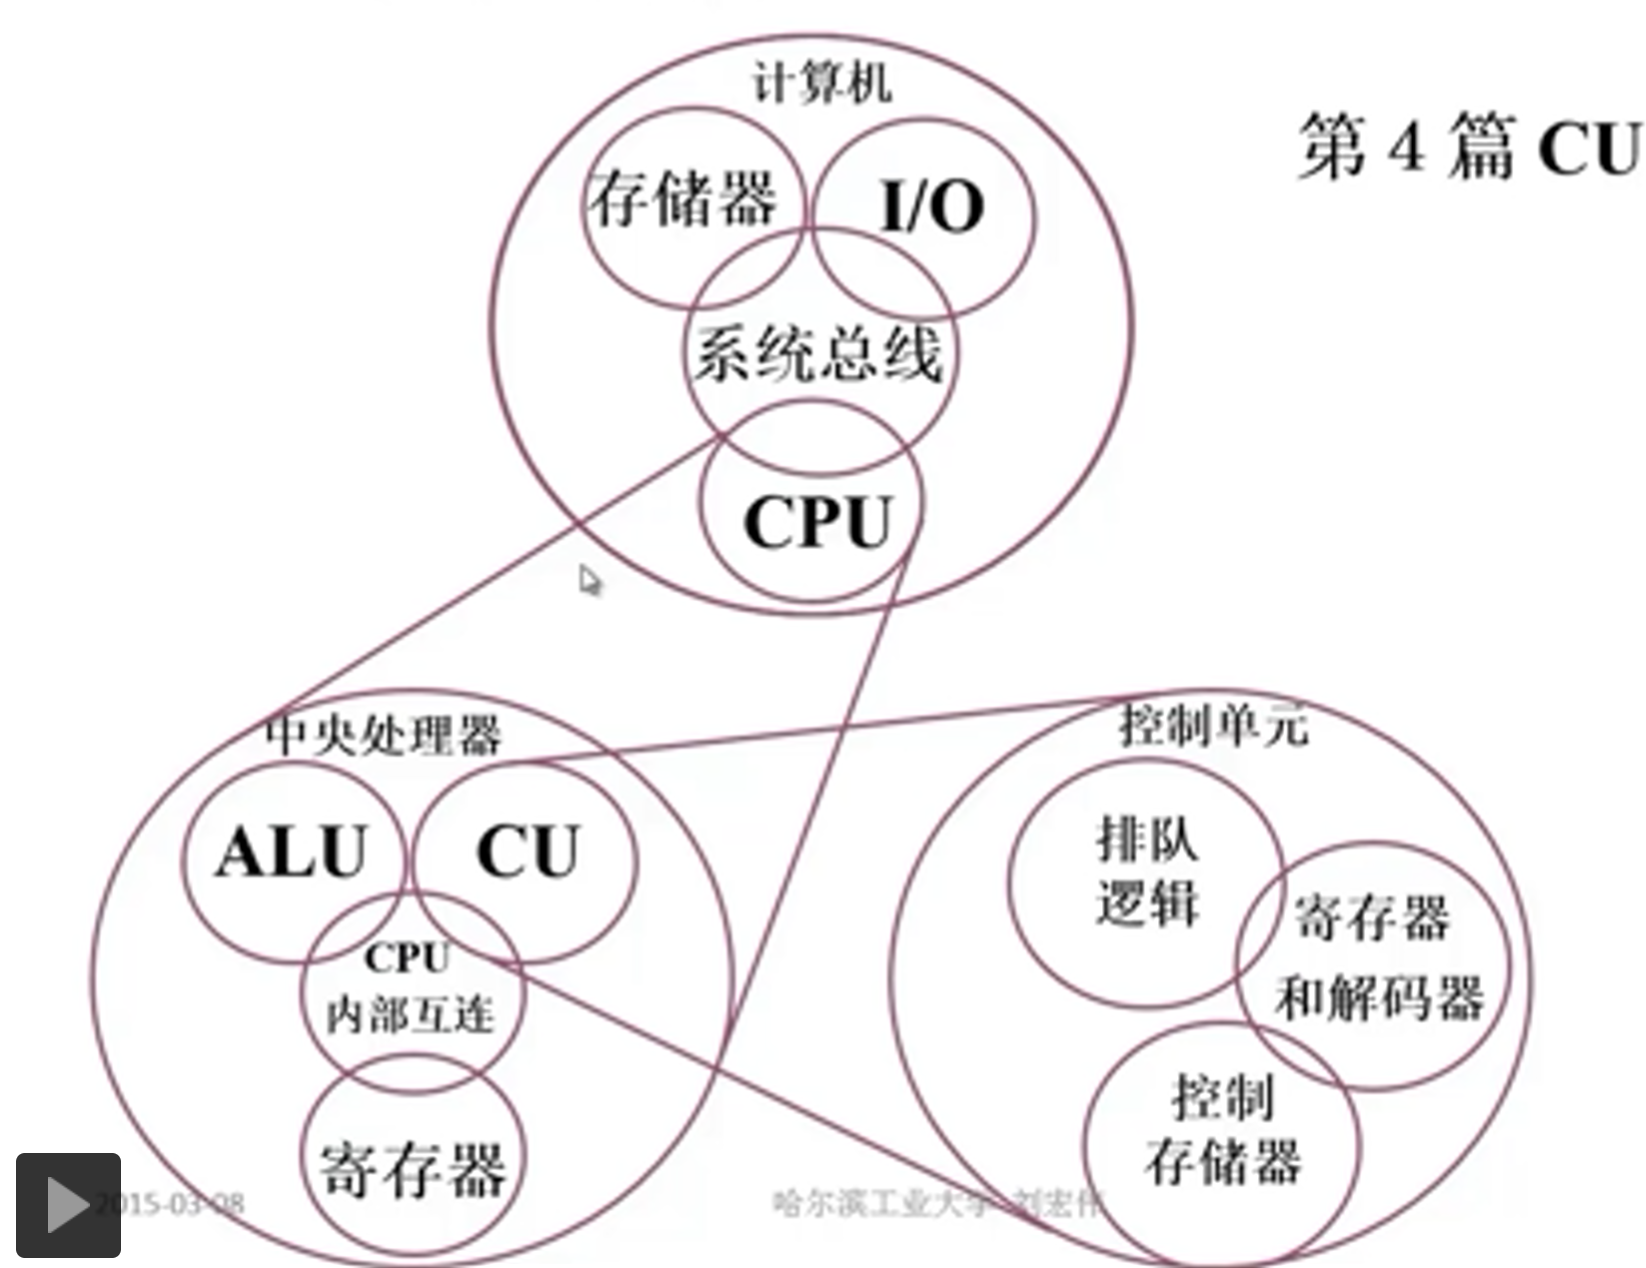 计算机
第 4 篇 CU
存储器
I/O
系统总线
CPU
中央处理器
ALU
CU
CPU
内部互连
寄存器
控制单元
排队
逻辑
寄存器
和解码器
控制
存储器
2015-03-08
哈尔滨工业大学 刘宏伟